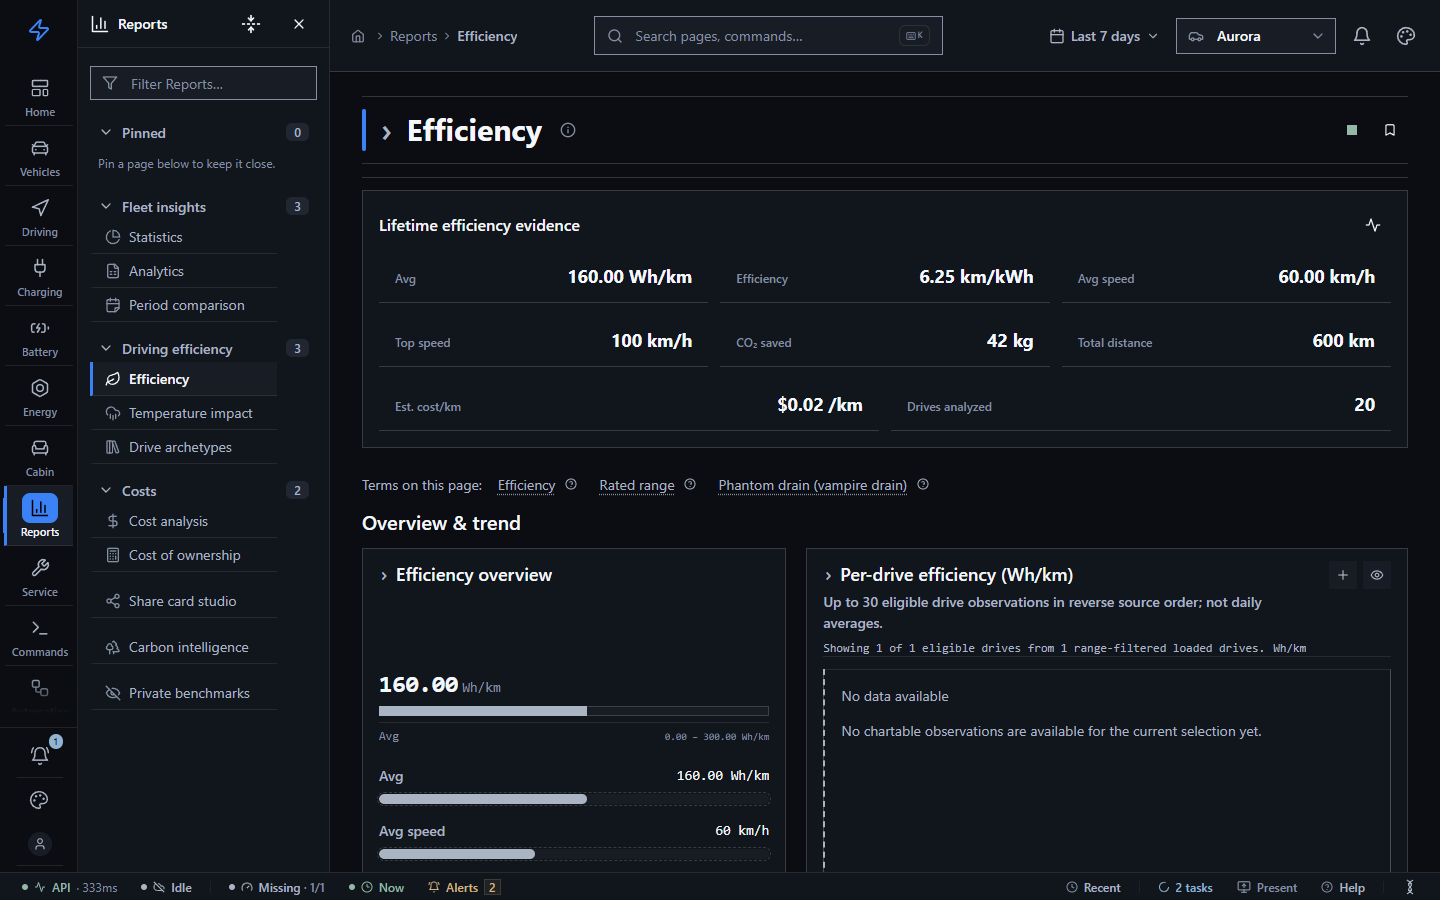 Reports
Filter Reports...
Home
Vehicles
Driving
Charging
Battery
Energy
Cabin
Reports
Service
Commands
1
Pinned 0
Pin a page below to keep it close.
Fleet insights 3
Statistics
Analytics
Period comparison
Driving efficiency 3
Efficiency
Temperature impact
Drive archetypes
Costs 2
Cost analysis
Cost of ownership
Share card studio
Carbon intelligence
Private benchmarks
Reports Efficiency
Search pages, commands... K
Last 7 days
Aurora
Efficiency
Lifetime efficiency evidence
Avg 160.00 Wh/km
Efficiency 6.25 km/kWh
Avg speed 60.00 km/h
Top speed 100 km/h
CO₂ saved 42 kg
Total distance 600 km
Est. cost/km $0.02 /km
Drives analyzed 20
Terms on this page: Efficiency Rated range Phantom drain (vampire drain)
Overview & trend
Efficiency overview
160.00 Wh/km
Avg 0.00 – 300.00 Wh/km
Avg 160.00 Wh/km
Avg speed 60 km/h
Per-drive efficiency (Wh/km)
Up to 30 eligible drive observations in reverse source order; not daily
averages.
Showing 1 of 1 eligible drives from 1 range-filtered loaded drives. Wh/km
No data available
No chartable observations are available for the current selection yet.
API · 333ms Idle Missing · 1/1 Now Alerts 2 Recent 2 tasks Present Help